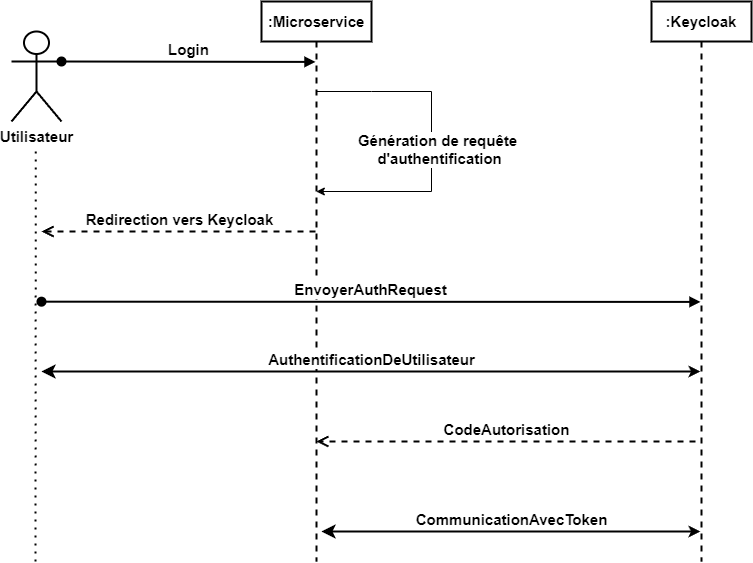 :Microservice
:Keycloak
Login
Utilisateur
Génération de requête
d'authentification
Redirection vers Keycloak
EnvoyerAuthRequest
AuthentificationDeUtilisateur
CodeAutorisation
CommunicationAvecToken